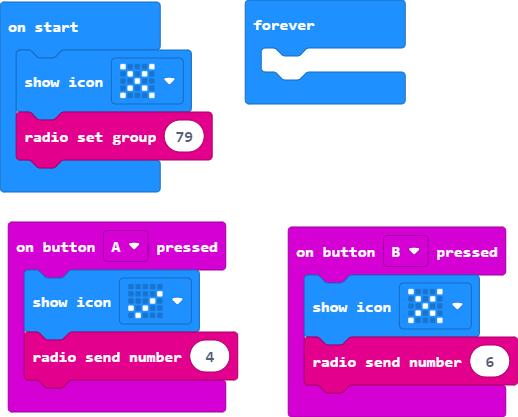 on start
show icon
radio set group 79
forever
on button A pressed
show icon
radio send number 4
on button B pressed
show icon
radio send number 6